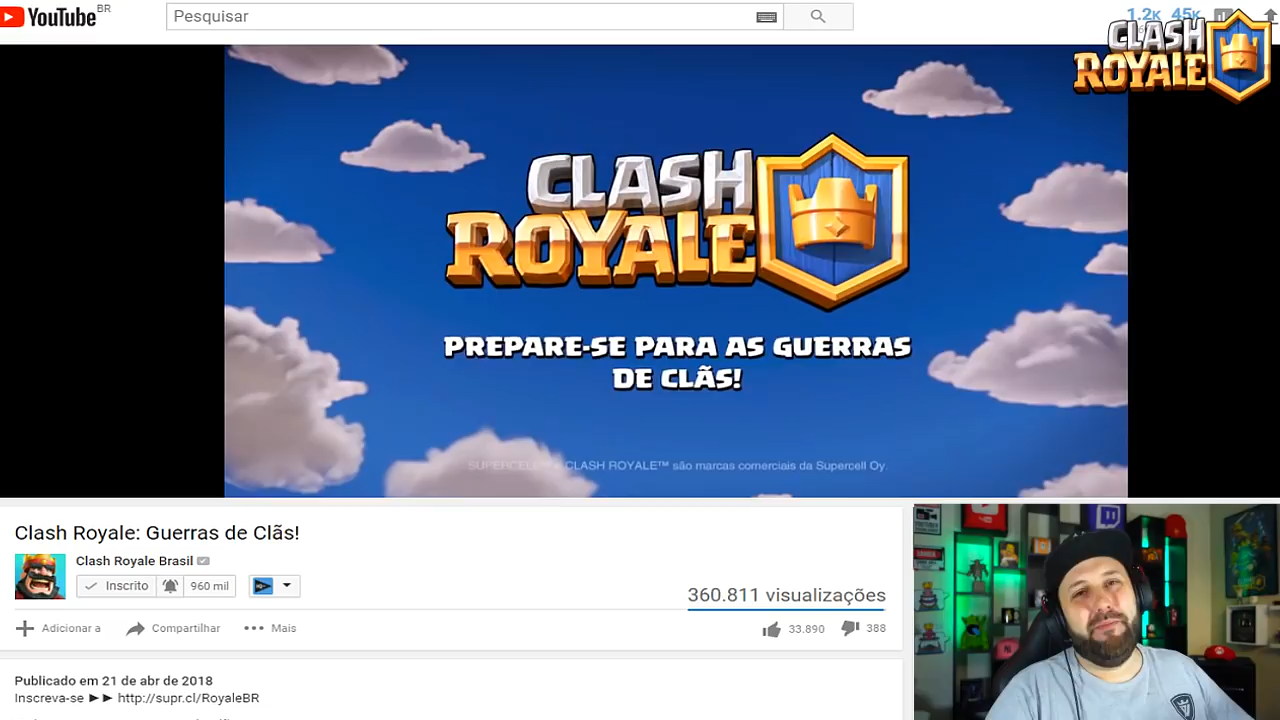 YouTube BR
Pesquisar
1.2K 45K
CLASH
ROYALE
CLASH
ROYALE
PREPARE-SE PARA AS GUERRAS
DE CLÃS!
CLASH ROYALE™ são marcas comerciais da Supercell Oy
Clash Royale: Guerras de Clãs!
Clash Royale Brasil
Inscrito 960 mil
360.811 visualizações
Adicionar a Compartilhar Mais
33.890 388
Publicado em 21 de abr de 2018
Inscreva-se ►► http://supr.cl/RoyaleBR